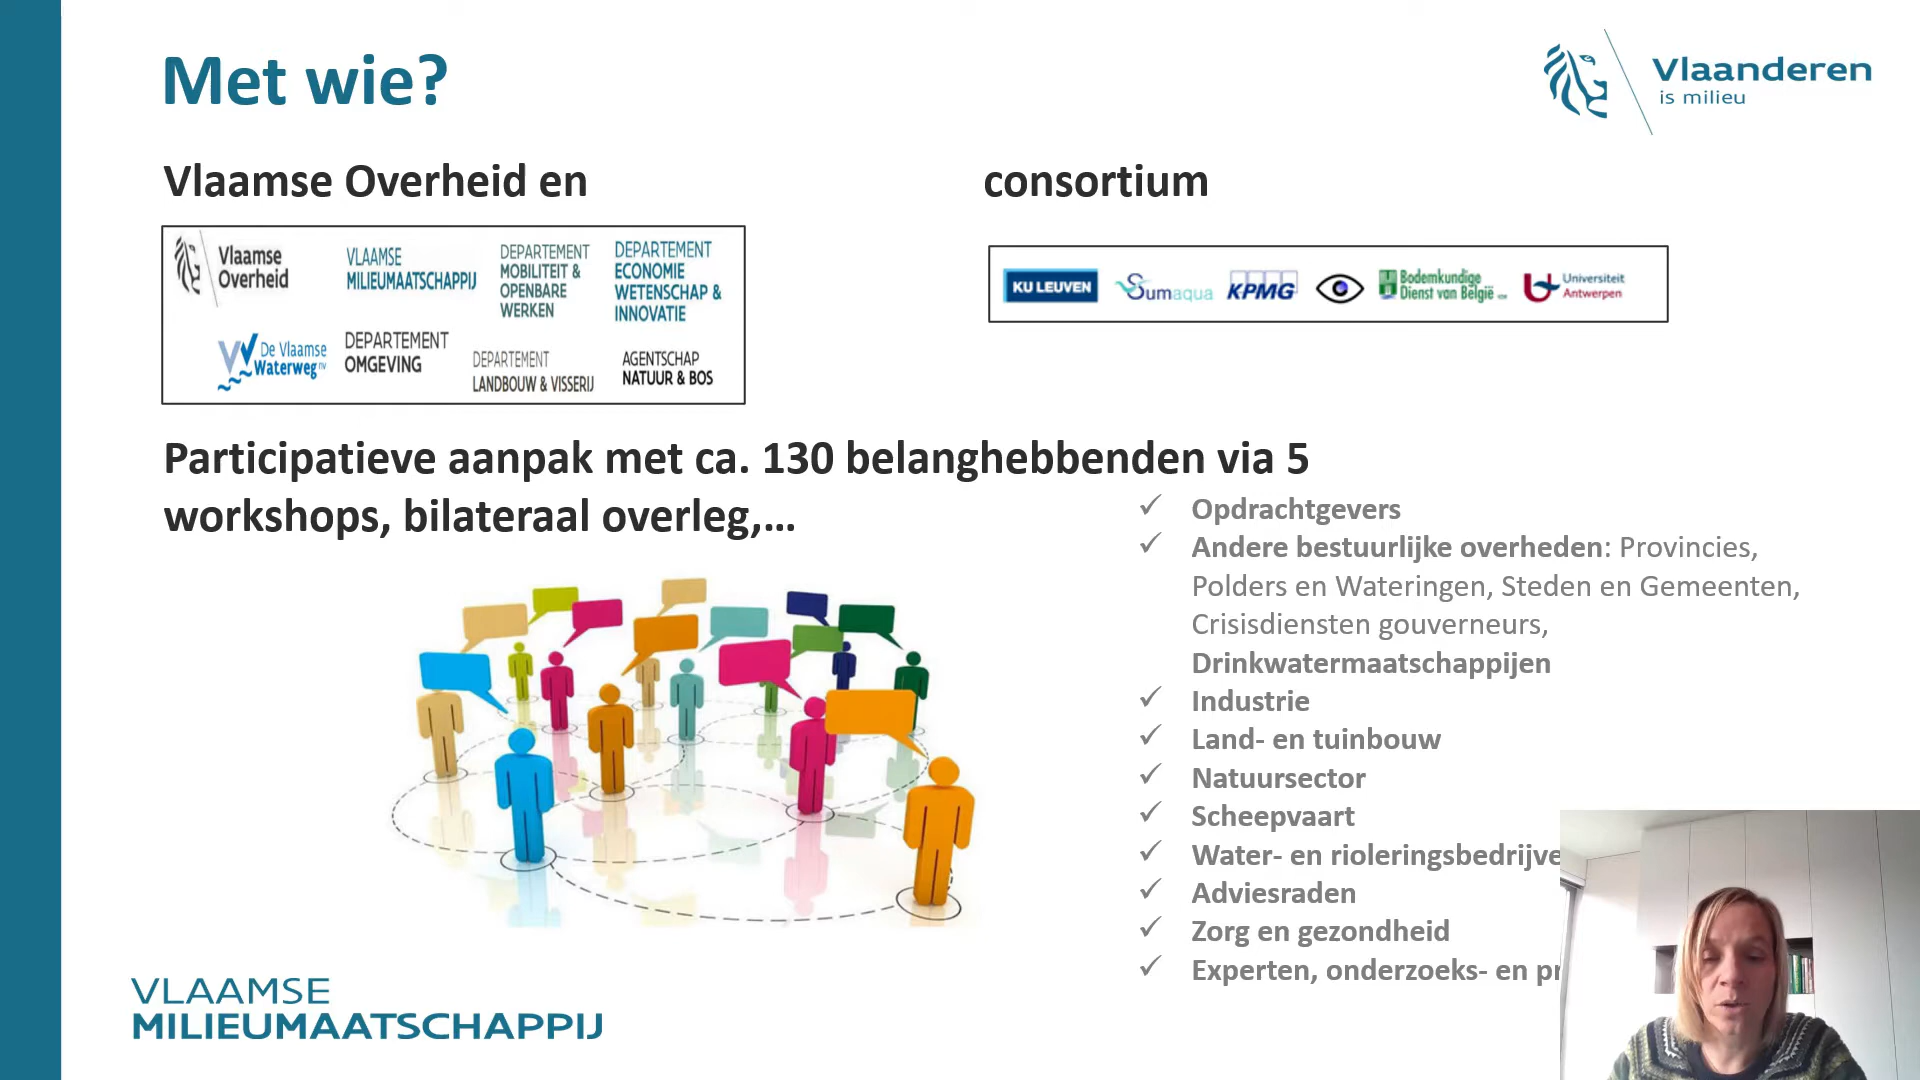 Met wie?
Vlaanderen
is milieu
Vlaamse Overheid en
consortium
Vlaamse
Overheid
VLAAMSE
MILIEUMAATSCHAPPIJ
DEPARTEMENT
MOBILITEIT &
OPENBARE
WERKEN
DEPARTEMENT
ECONOMIE
WETENSCHAP &
INNOVATIE
De Vlaamse
Waterweg nv
DEPARTEMENT
OMGEVING
DEPARTEMENT
LANDBOUW & VISSERIJ
AGENTSCHAP
NATUUR & BOS
KU LEUVEN
Sumaqua
KPMG
Bodemkundige
Dienst van België
Universiteit
Antwerpen
Participatieve aanpak met ca. 130 belanghebbenden via 5
workshops, bilateraal overleg,...
✓ Opdrachtgevers
✓ Andere bestuurlijke overheden: Provincies,
Polders en Wateringen, Steden en Gemeenten,
Crisisdiensten gouverneurs,
Drinkwatermaatschappijen
✓ Industrie
✓ Land- en tuinbouw
✓ Natuursector
✓ Scheepvaart
✓ Water- en rioleringsbedrijve
✓ Adviesraden
✓ Zorg en gezondheid
✓ Experten, onderzoeks- en pr
VLAAMSE
MILIEUMAATSCHAPPIJ